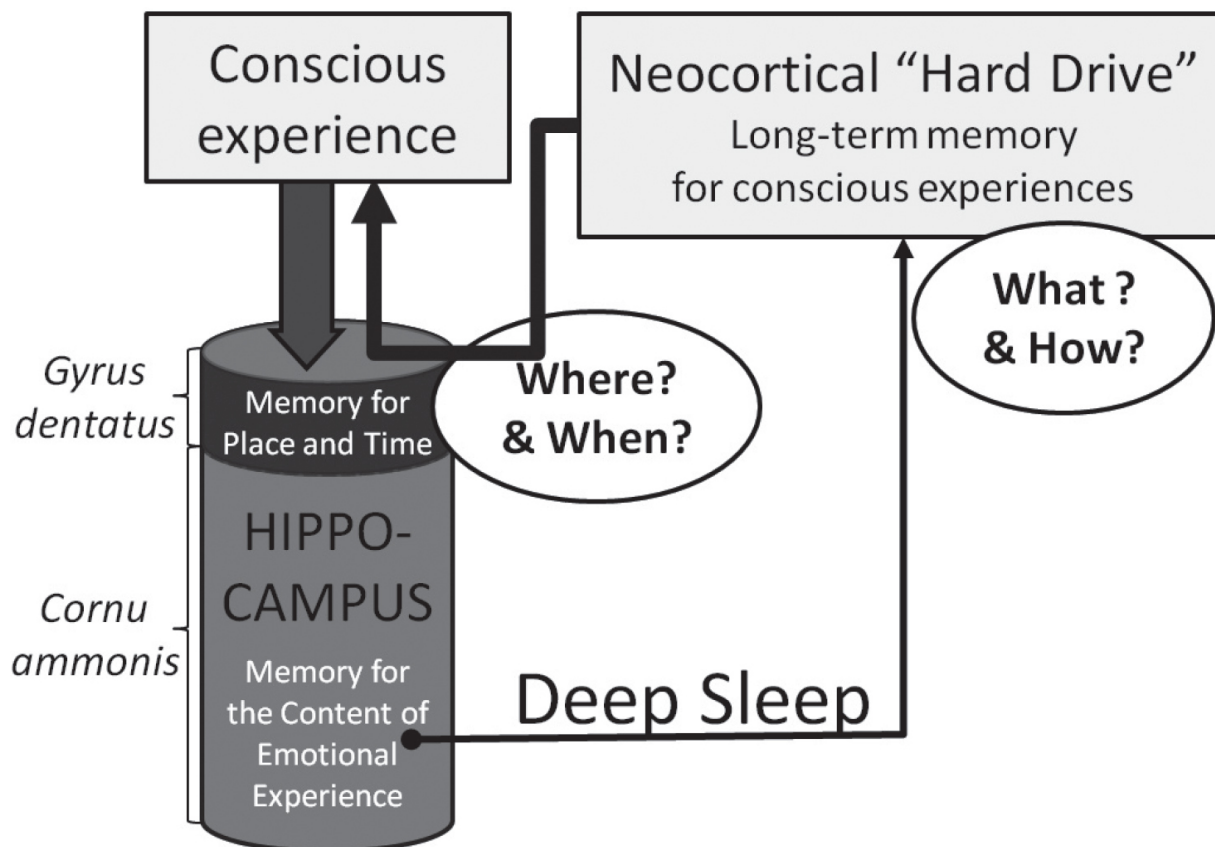 Conscious
experience
Neocortical “Hard Drive”
Long-term memory
for conscious experiences
What ?
& How?
Where?
& When?
Gyrus
dentatus
Memory for
Place and Time
HIPPO-
CAMPUS
Cornu
ammonis
Memory for
the Content of
Emotional
Experience
Deep Sleep